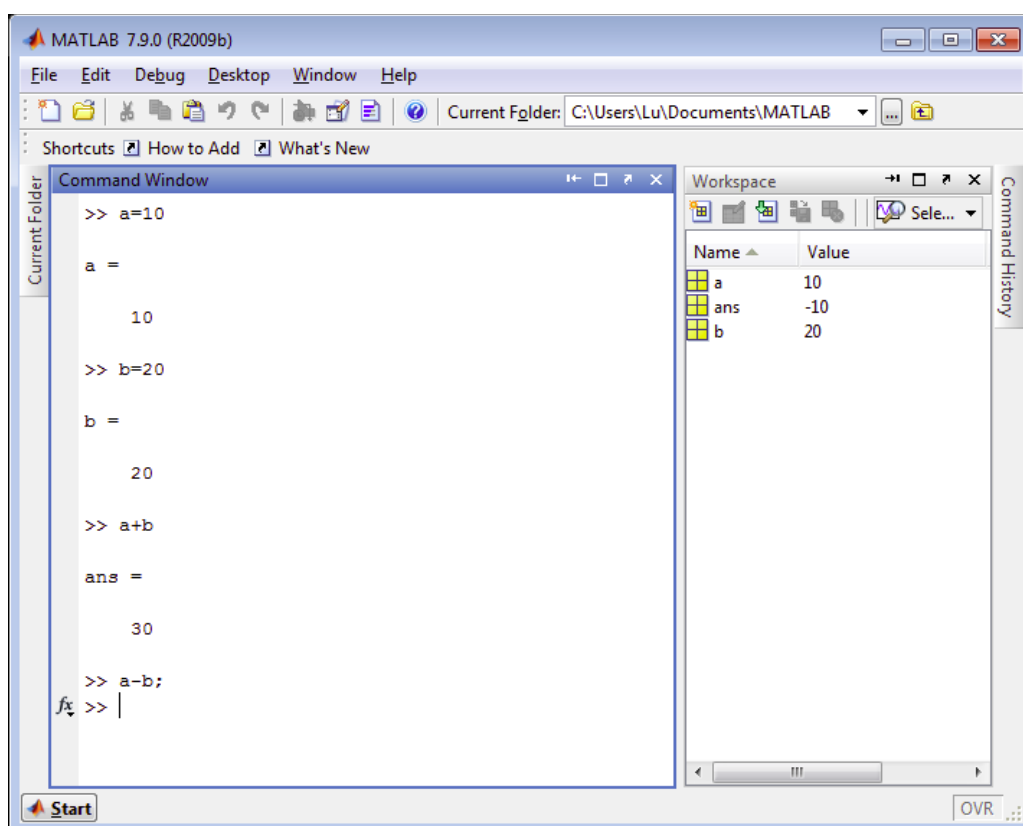 MATLAB 7.9.0 (R2009b)
File Edit Debug Desktop Window Help
Current Folder: C:\Users\Lu\Documents\MATLAB ...
Shortcuts How to Add What's New
Current Folder
Command Window
>> a=10
a =
10
>> b=20
b =
20
>> a+b
ans =
30
>> a-b;
fx >>
Workspace
Sele...
Name Value
a 10
ans -10
b 20
Command History
Start
OVR